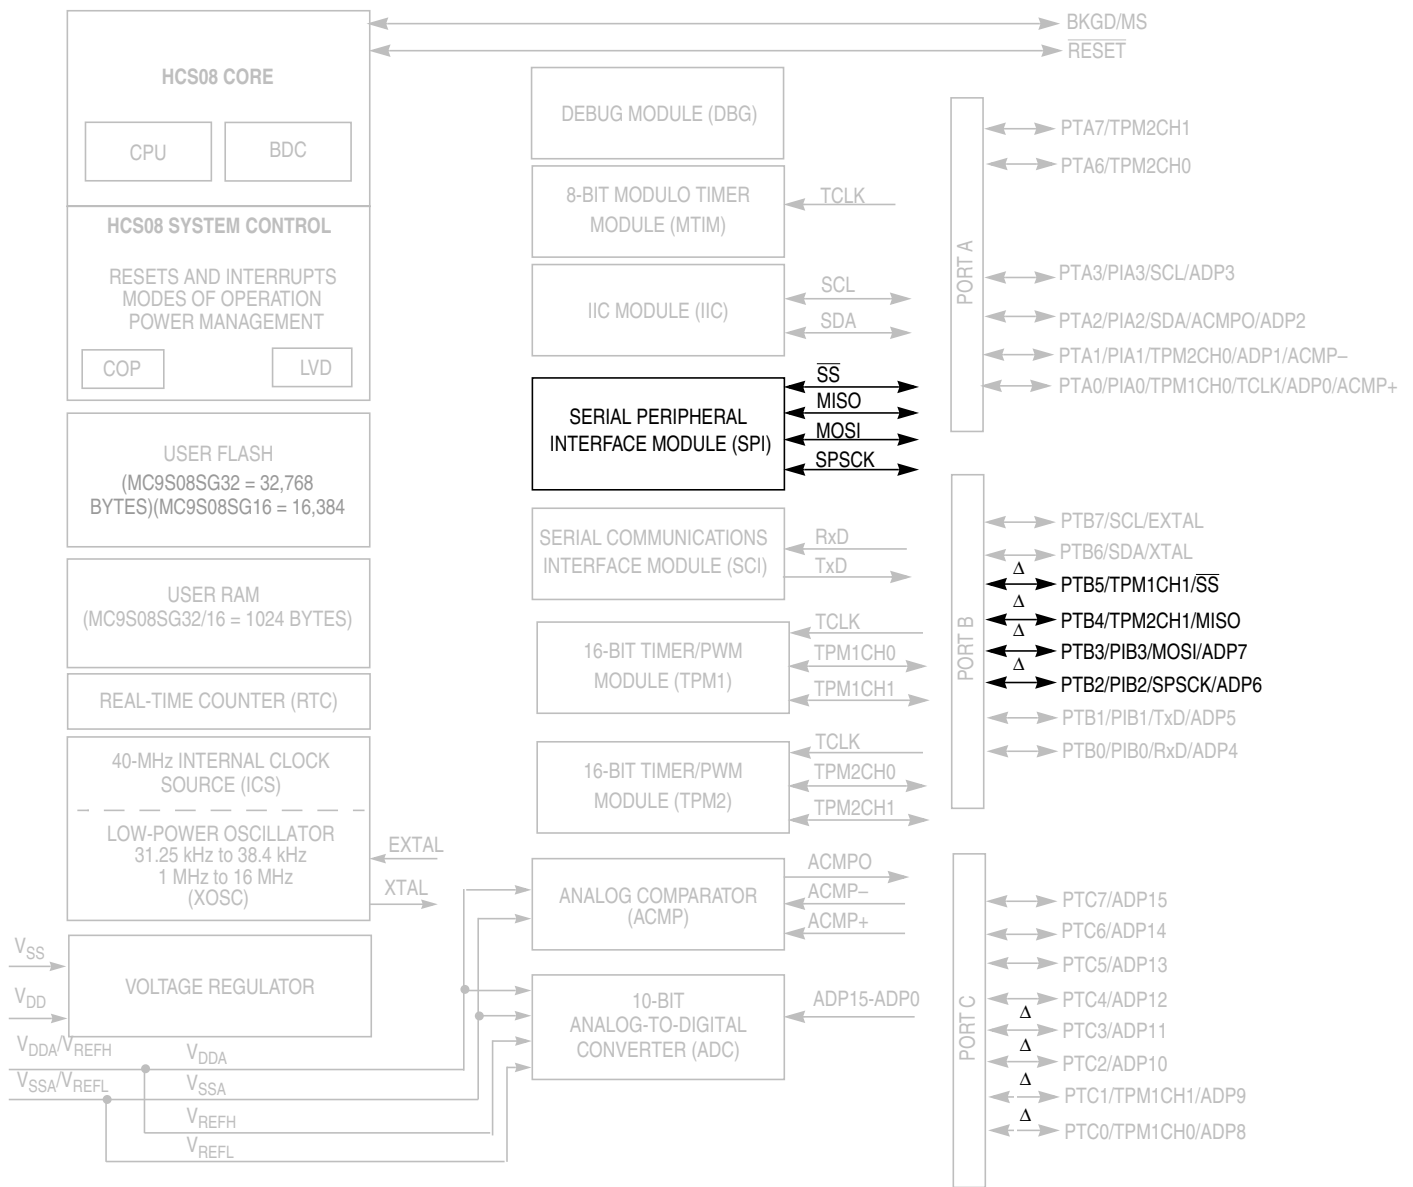 HCS08 CORE
CPU
BDC
HCS08 SYSTEM CONTROL
RESETS AND INTERRUPTS
MODES OF OPERATION
POWER MANAGEMENT
COP
LVD
USER FLASH
(MC9S08SG32 = 32,768
BYTES)(MC9S08SG16 = 16,384
USER RAM
(MC9S08SG32/16 = 1024 BYTES)
REAL-TIME COUNTER (RTC)
40-MHz INTERNAL CLOCK
SOURCE (ICS)
LOW-POWER OSCILLATOR
31.25 kHz to 38.4 kHz
1 MHz to 16 MHz
(XOSC)
EXTAL
XTAL
VSS
VDD
VOLTAGE REGULATOR
VDDA/VREFH
VSSA/VREFL
VDDA
VSSA
VREFH
VREFL
BKGD/MS
RESET
DEBUG MODULE (DBG)
8-BIT MODULO TIMER
MODULE (MTIM)
TCLK
IIC MODULE (IIC)
SCL
SDA
SERIAL PERIPHERAL
INTERFACE MODULE (SPI)
SS
MISO
MOSI
SPSCK
SERIAL COMMUNICATIONS
INTERFACE MODULE (SCI)
RxD
TxD
16-BIT TIMER/PWM
MODULE (TPM1)
TCLK
TPM1CH0
TPM1CH1
16-BIT TIMER/PWM
MODULE (TPM2)
TCLK
TPM2CH0
TPM2CH1
ANALOG COMPARATOR
(ACMP)
ACMPO
ACMP–
ACMP+
10-BIT
ANALOG-TO-DIGITAL
CONVERTER (ADC)
ADP15-ADP0
PORT A
PTA7/TPM2CH1
PTA6/TPM2CH0
PTA3/PIA3/SCL/ADP3
PTA2/PIA2/SDA/ACMPO/ADP2
PTA1/PIA1/TPM2CH0/ADP1/ACMP–
PTA0/PIA0/TPM1CH0/TCLK/ADP0/ACMP+
PORT B
PTB7/SCL/EXTAL
PTB6/SDA/XTAL
Δ PTB5/TPM1CH1/SS
Δ PTB4/TPM2CH1/MISO
Δ PTB3/PIB3/MOSI/ADP7
Δ PTB2/PIB2/SPSCK/ADP6
PTB1/PIB1/TxD/ADP5
PTB0/PIB0/RxD/ADP4
PORT C
PTC7/ADP15
PTC6/ADP14
PTC5/ADP13
PTC4/ADP12
Δ PTC3/ADP11
Δ PTC2/ADP10
Δ PTC1/TPM1CH1/ADP9
Δ PTC0/TPM1CH0/ADP8